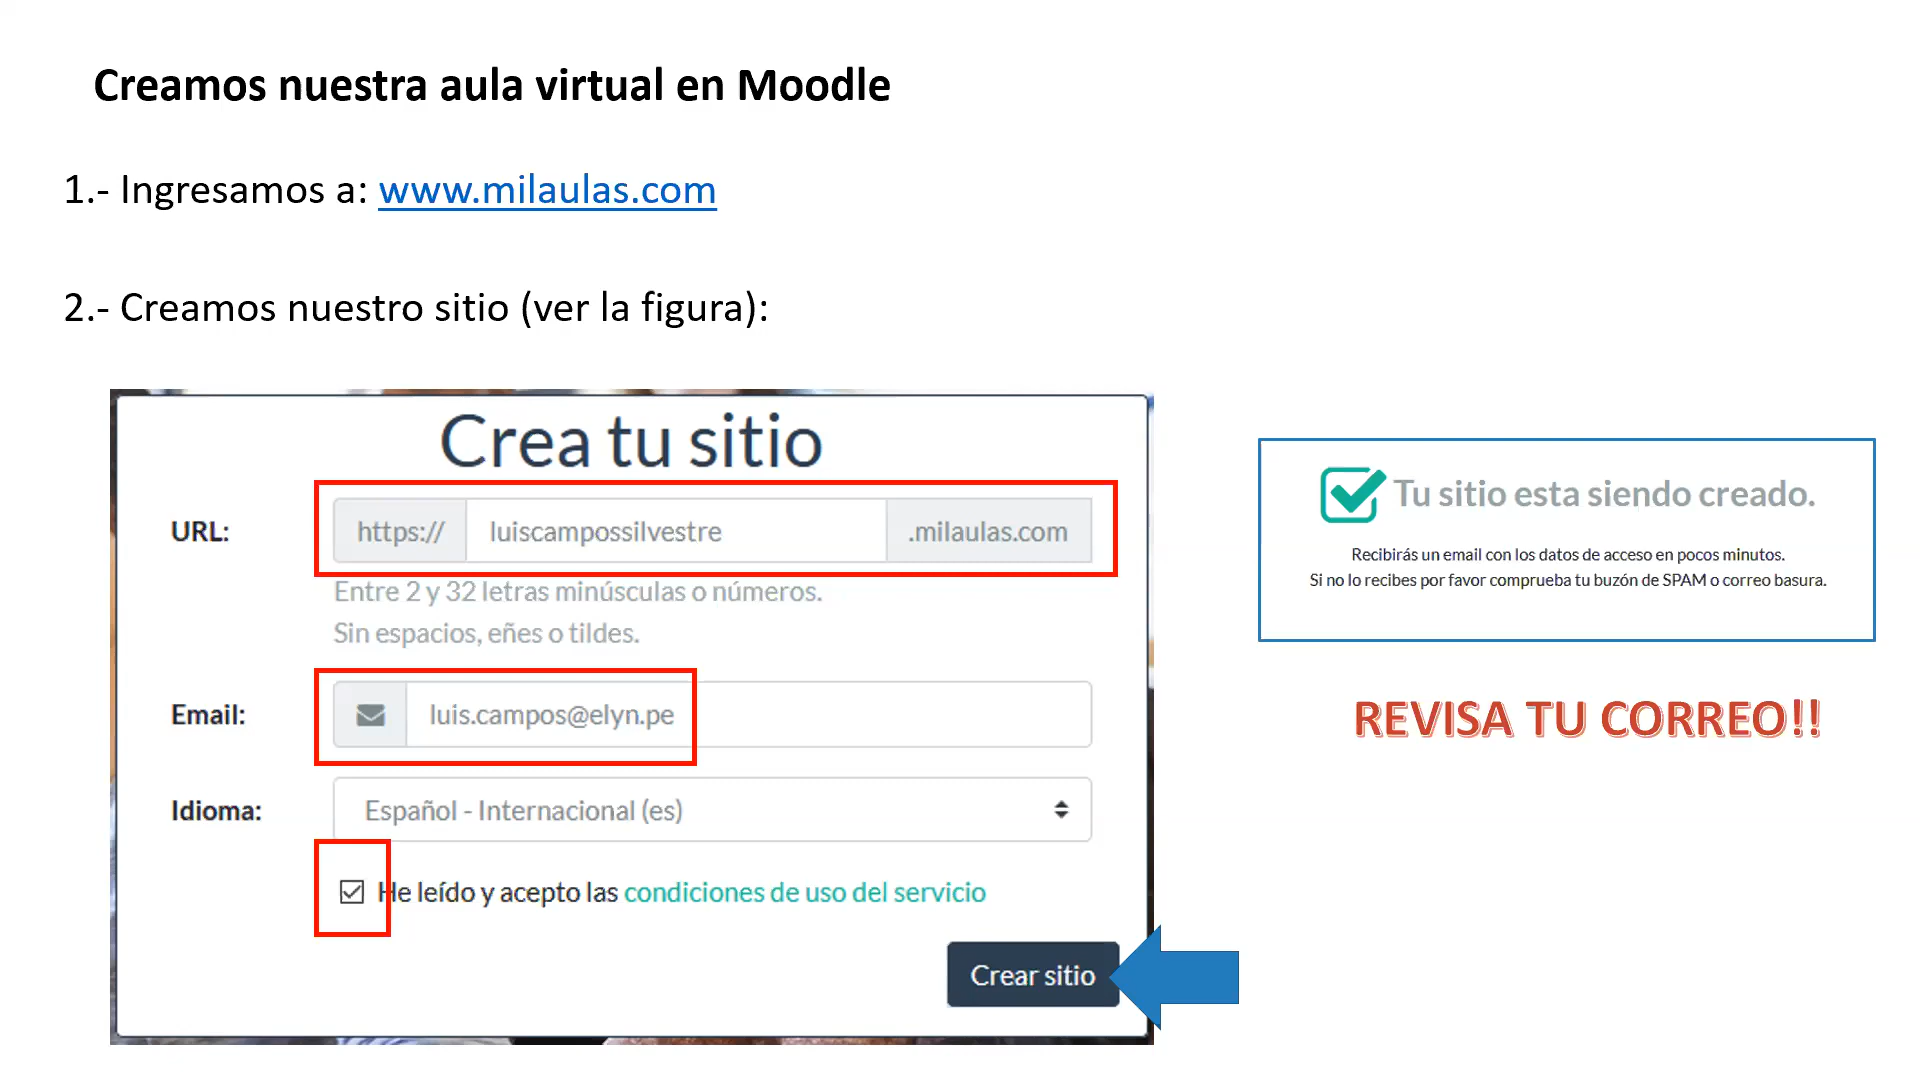 Creamos nuestra aula virtual en Moodle
1.- Ingresamos a: www.milaulas.com
2.- Creamos nuestro sitio (ver la figura):
Crea tu sitio
URL: https:// luiscampossilvestre .milaulas.com
Entre 2 y 32 letras minúsculas o números.
Sin espacios, eñes o tildes.
Email: luis.campos@elyn.pe
Idioma: Español - Internacional (es)
He leído y acepto las condiciones de uso del servicio
Crear sitio
Tu sitio esta siendo creado.
Recibirás un email con los datos de acceso en pocos minutos.
Si no lo recibes por favor comprueba tu buzón de SPAM o correo basura.
REVISA TU CORREO!!